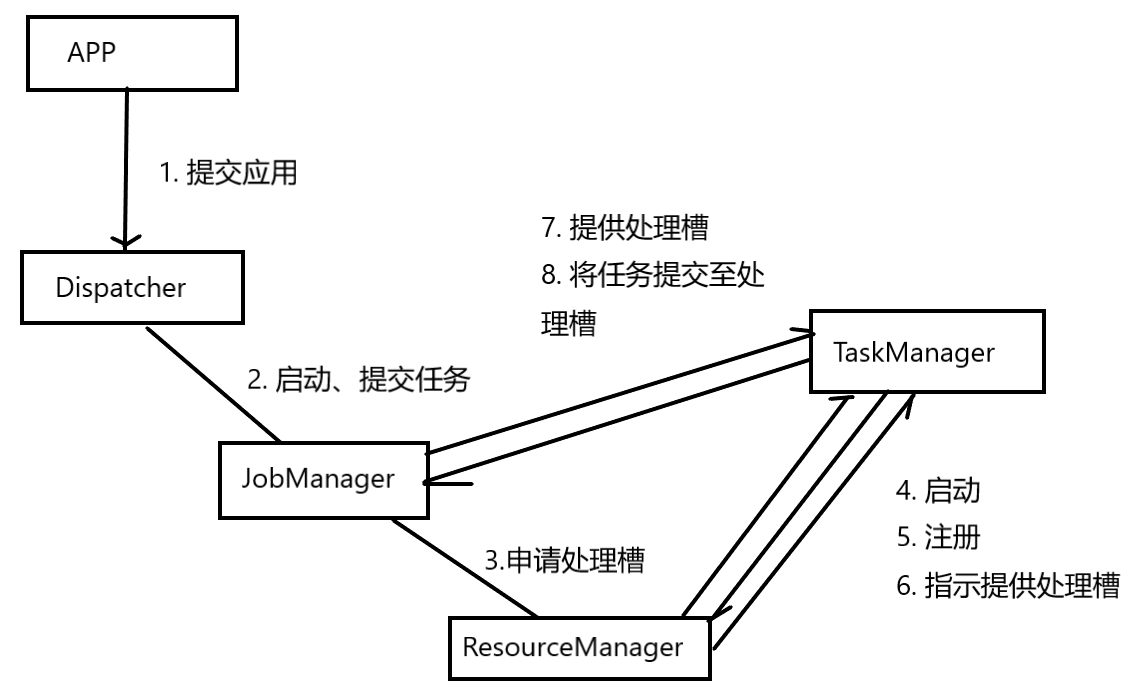 APP
1. 提交应用
Dispatcher
2. 启动、提交任务
7. 提供处理槽
8. 将任务提交至处
理槽
TaskManager
JobManager
3.申请处理槽
4. 启动
5. 注册
6. 指示提供处理槽
ResourceManager